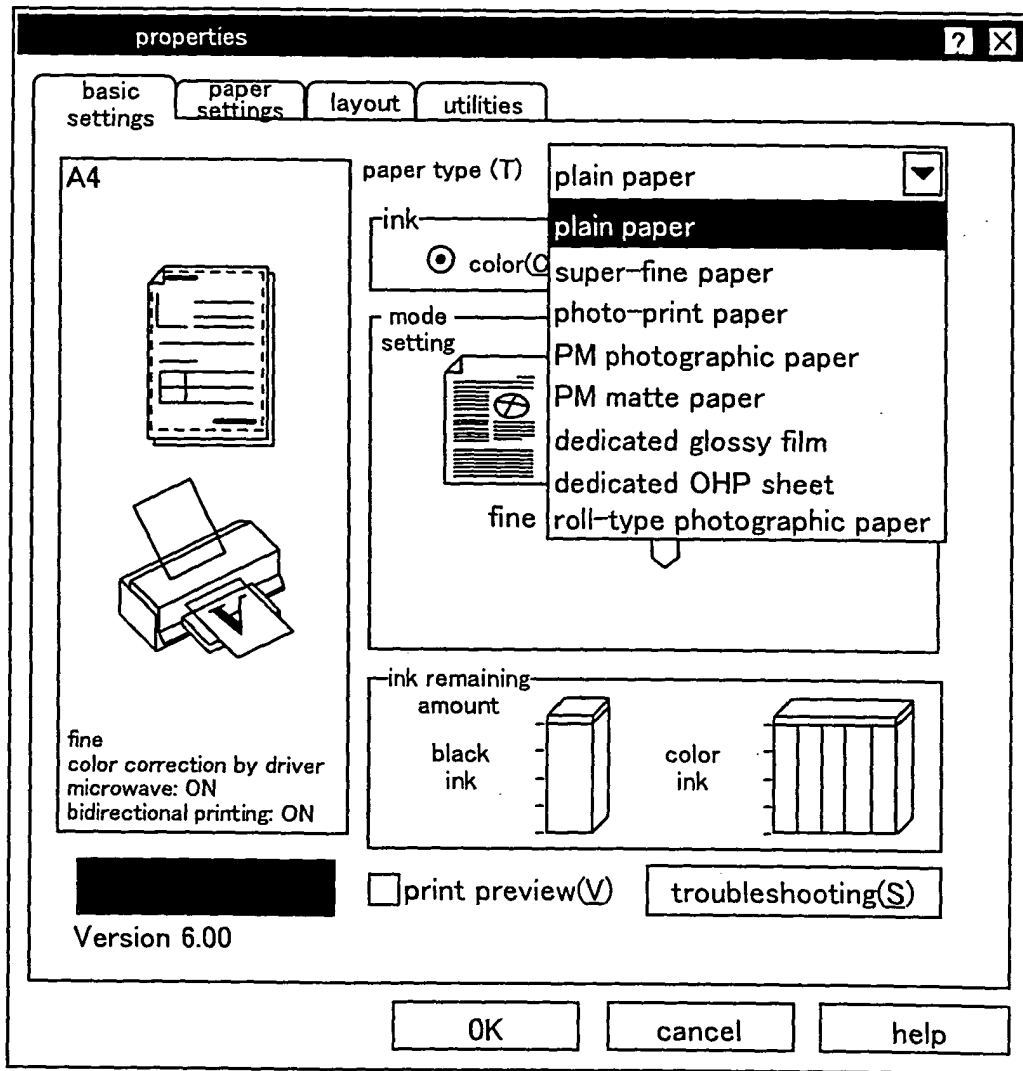 properties
?
basic
settings
paper
settings
layout
utilities
A4
paper type (T)
plain paper
plain paper
super-fine paper
photo-print paper
PM photographic paper
PM matte paper
dedicated glossy film
dedicated OHP sheet
roll-type photographic paper
ink
color(C
mode
setting
fine
A
fine
color correction by driver
microwave: ON
bidirectional printing: ON
ink remaining
amount
black
ink
color
ink
print preview(V)
troubleshooting(S)
Version 6.00
OK
cancel
help